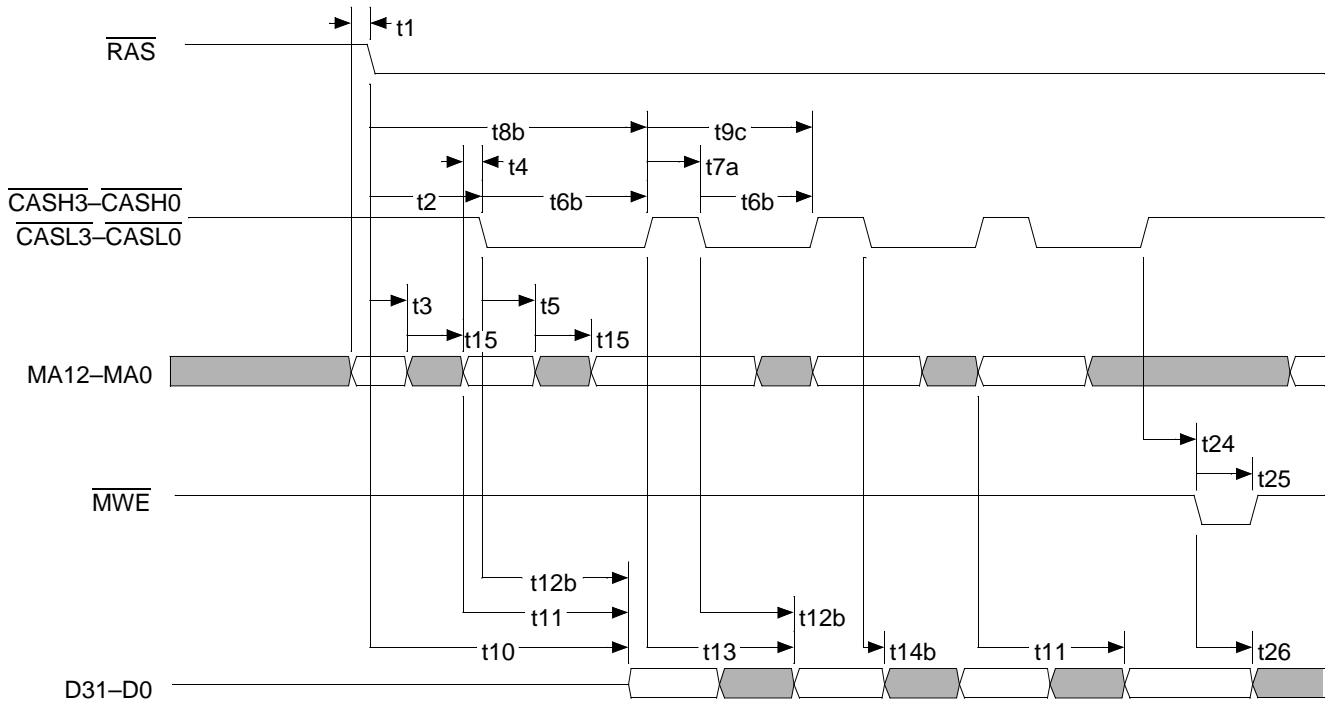 t1
RAS
t8b t9c
t4 t7a
CASH3–CASH0 t2 t6b t6b
CASL3–CASL0
t3 t5
t15 t15
MA12–MA0
t24
t25
MWE
t12b
t11 t12b
t10 t13 t14b t11 t26
D31–D0